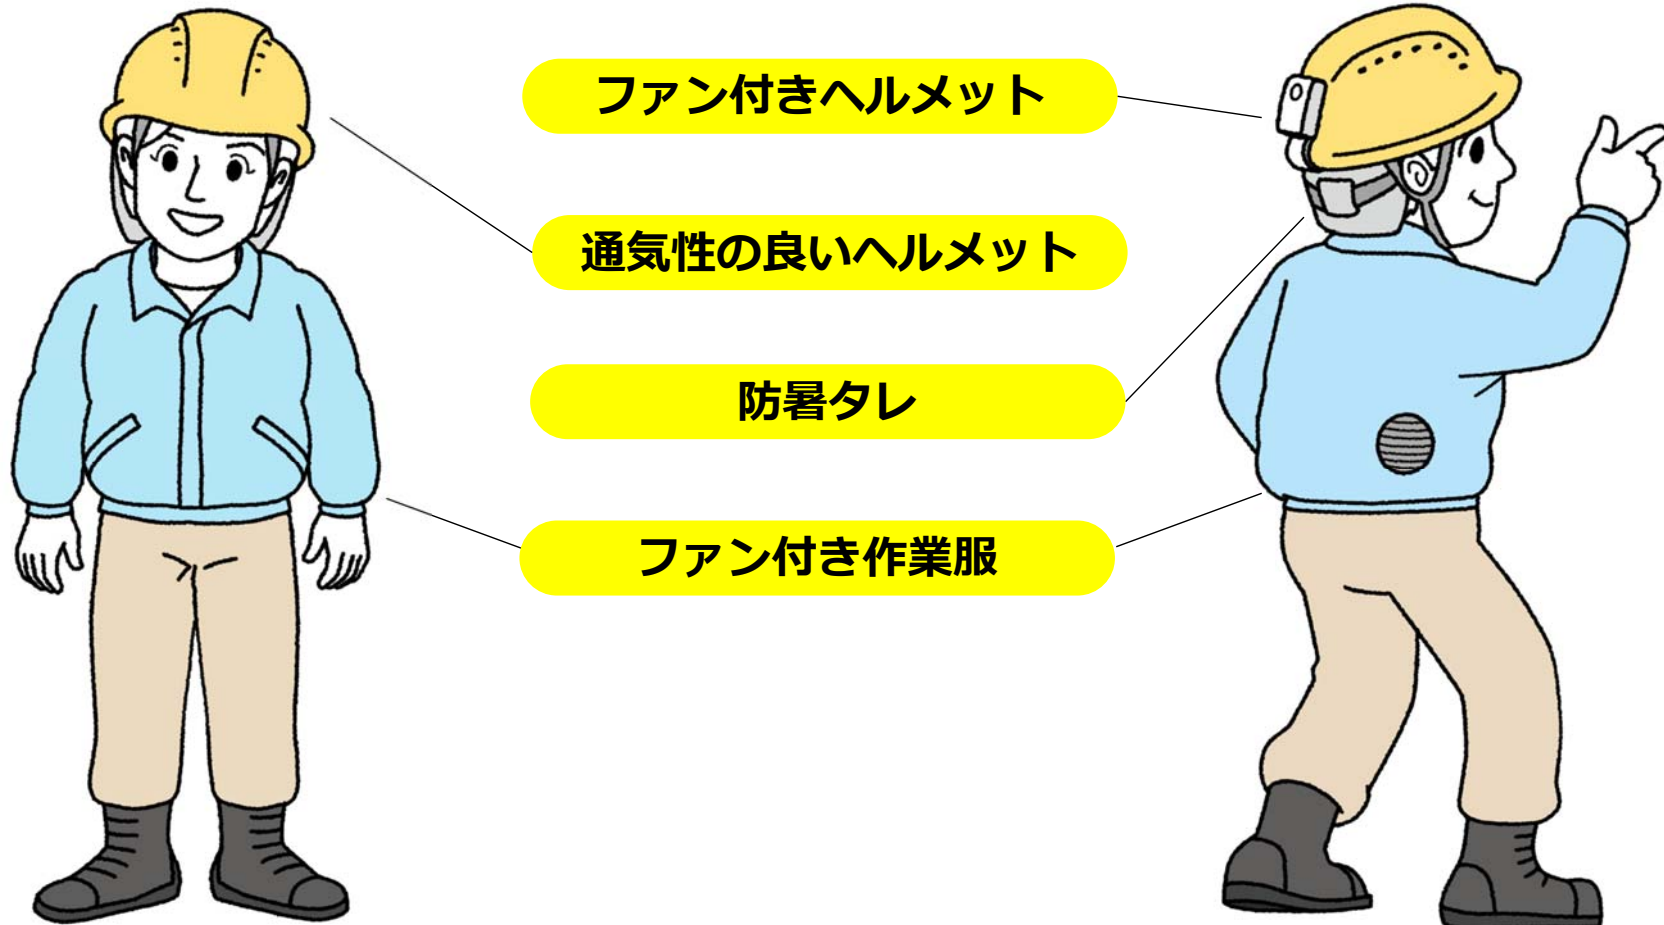 ファン付きヘルメット
通気性の良いヘルメット
防暑タレ
ファン付き作業服